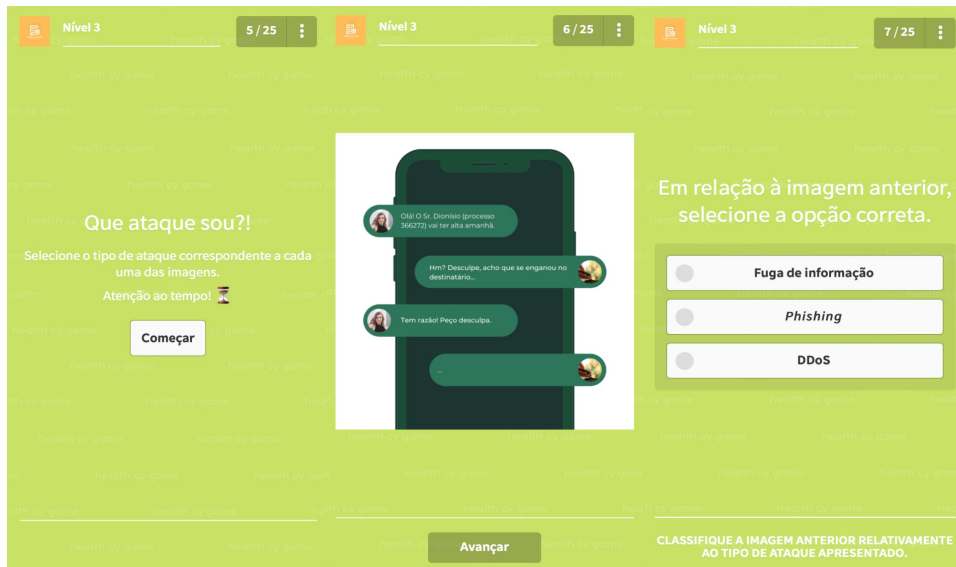 Nível 3
5 / 25
Que ataque sou?!
Selecione o tipo de ataque correspondente a cada
uma das imagens.
Atenção ao tempo! ⏳
Começar
Nível 3
6 / 25
Olá! O Sr. Dionísio (processo
366272) vai ter alta amanhã.
Hm? Desculpe, acho que se enganou no
destinatário...
Tem razão! Peço desculpa.
...
Avançar
Nível 3
7 / 25
Em relação à imagem anterior,
selecione a opção correta.
Fuga de informação
Phishing
DDoS
CLASSIFIQUE A IMAGEM ANTERIOR RELATIVAMENTE
AO TIPO DE ATAQUE APRESENTADO.
health cy game